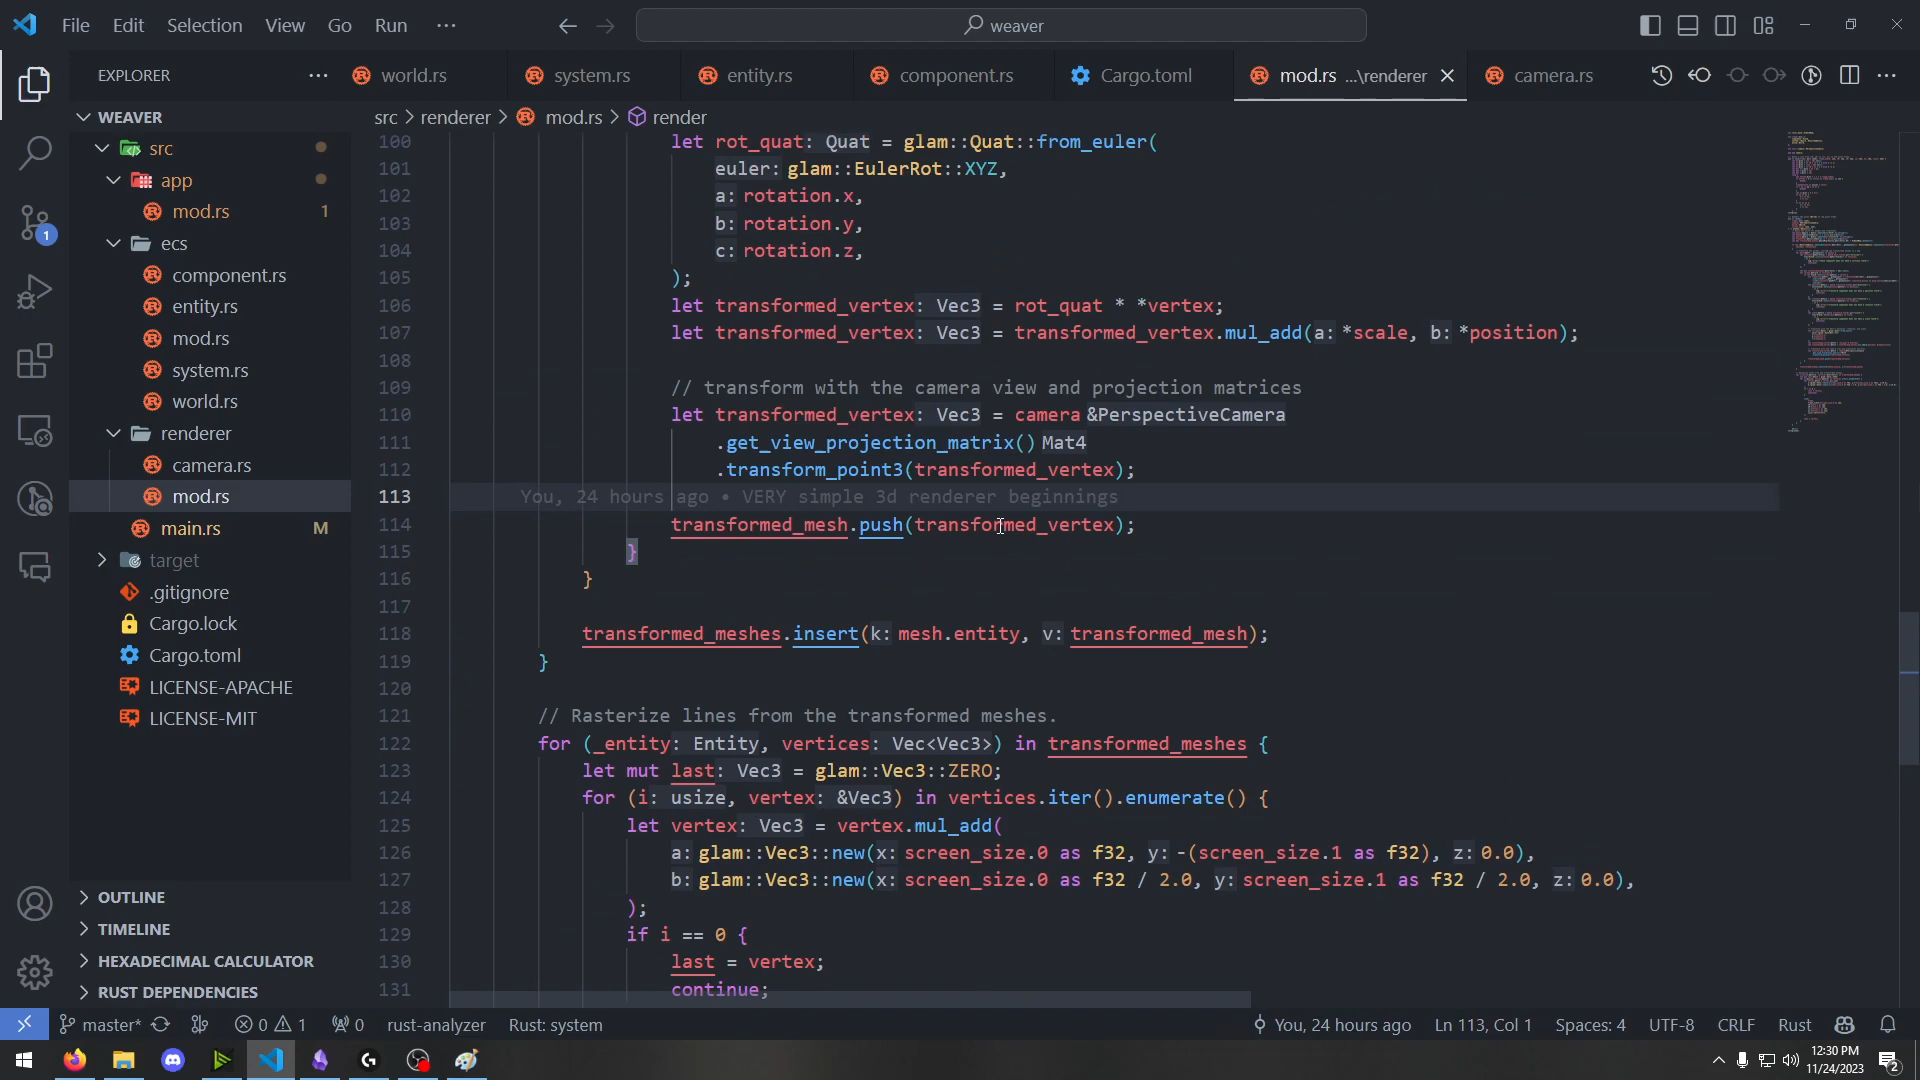 File Edit Selection View Go Run ··· weaver
EXPLORER ··· world.rs system.rs entity.rs component.rs Cargo.toml mod.rs ...\renderer camera.rs ···
WEAVER
src > renderer > mod.rs > render
src
app
mod.rs 1
ecs
component.rs
entity.rs
mod.rs
system.rs
world.rs
renderer
camera.rs
mod.rs
main.rs M
target
.gitignore
Cargo.lock
Cargo.toml
LICENSE-APACHE
LICENSE-MIT
OUTLINE
TIMELINE
HEXADECIMAL CALCULATOR
RUST DEPENDENCIES
1
100 let rot_quat: Quat = glam::Quat::from_euler(
101 euler: glam::EulerRot::XYZ,
102 a: rotation.x,
103 b: rotation.y,
104 c: rotation.z,
105 );
106 let transformed_vertex: Vec3 = rot_quat * *vertex;
107 let transformed_vertex: Vec3 = transformed_vertex.mul_add(a: *scale, b: *position);
108
109 // transform with the camera view and projection matrices
110 let transformed_vertex: Vec3 = camera &PerspectiveCamera
111 .get_view_projection_matrix() Mat4
112 .transform_point3(transformed_vertex);
113 You, 24 hours ago • VERY simple 3d renderer beginnings
114 transformed_mesh.push(transformed_vertex);
115 }
116 }
117
118 transformed_meshes.insert(k: mesh.entity, v: transformed_mesh);
119 }
120
121 // Rasterize lines from the transformed meshes.
122 for (_entity: Entity, vertices: Vec<Vec3>) in transformed_meshes {
123 let mut last: Vec3 = glam::Vec3::ZERO;
124 for (i: usize, vertex: &Vec3) in vertices.iter().enumerate() {
125 let vertex: Vec3 = vertex.mul_add(
126 a: glam::Vec3::new(x: screen_size.0 as f32, y: -(screen_size.1 as f32), z: 0.0),
127 b: glam::Vec3::new(x: screen_size.0 as f32 / 2.0, y: screen_size.1 as f32 / 2.0, z: 0.0),
128 );
129 if i == 0 {
130 last = vertex;
131 continue;
master* 0 1 0 rust-analyzer Rust: system You, 24 hours ago Ln 113, Col 1 Spaces: 4 UTF-8 CRLF Rust
12:30 PM
11/24/2023
2